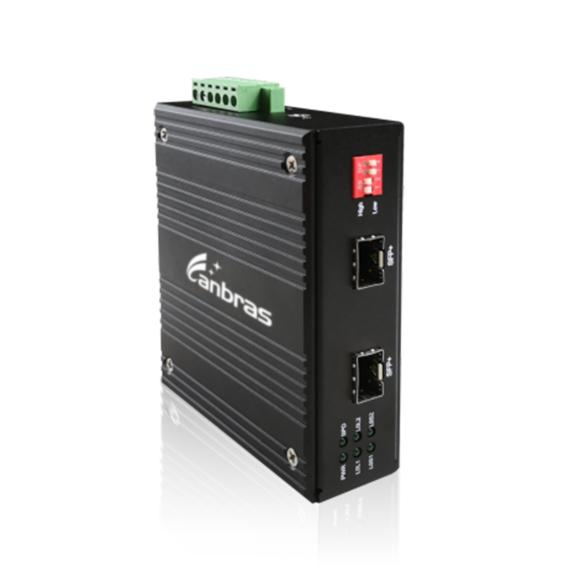 anbras
High
Low
SFP+
SFP+
SPD
LOL2
LOS2
PWR
LOL1
LOS1